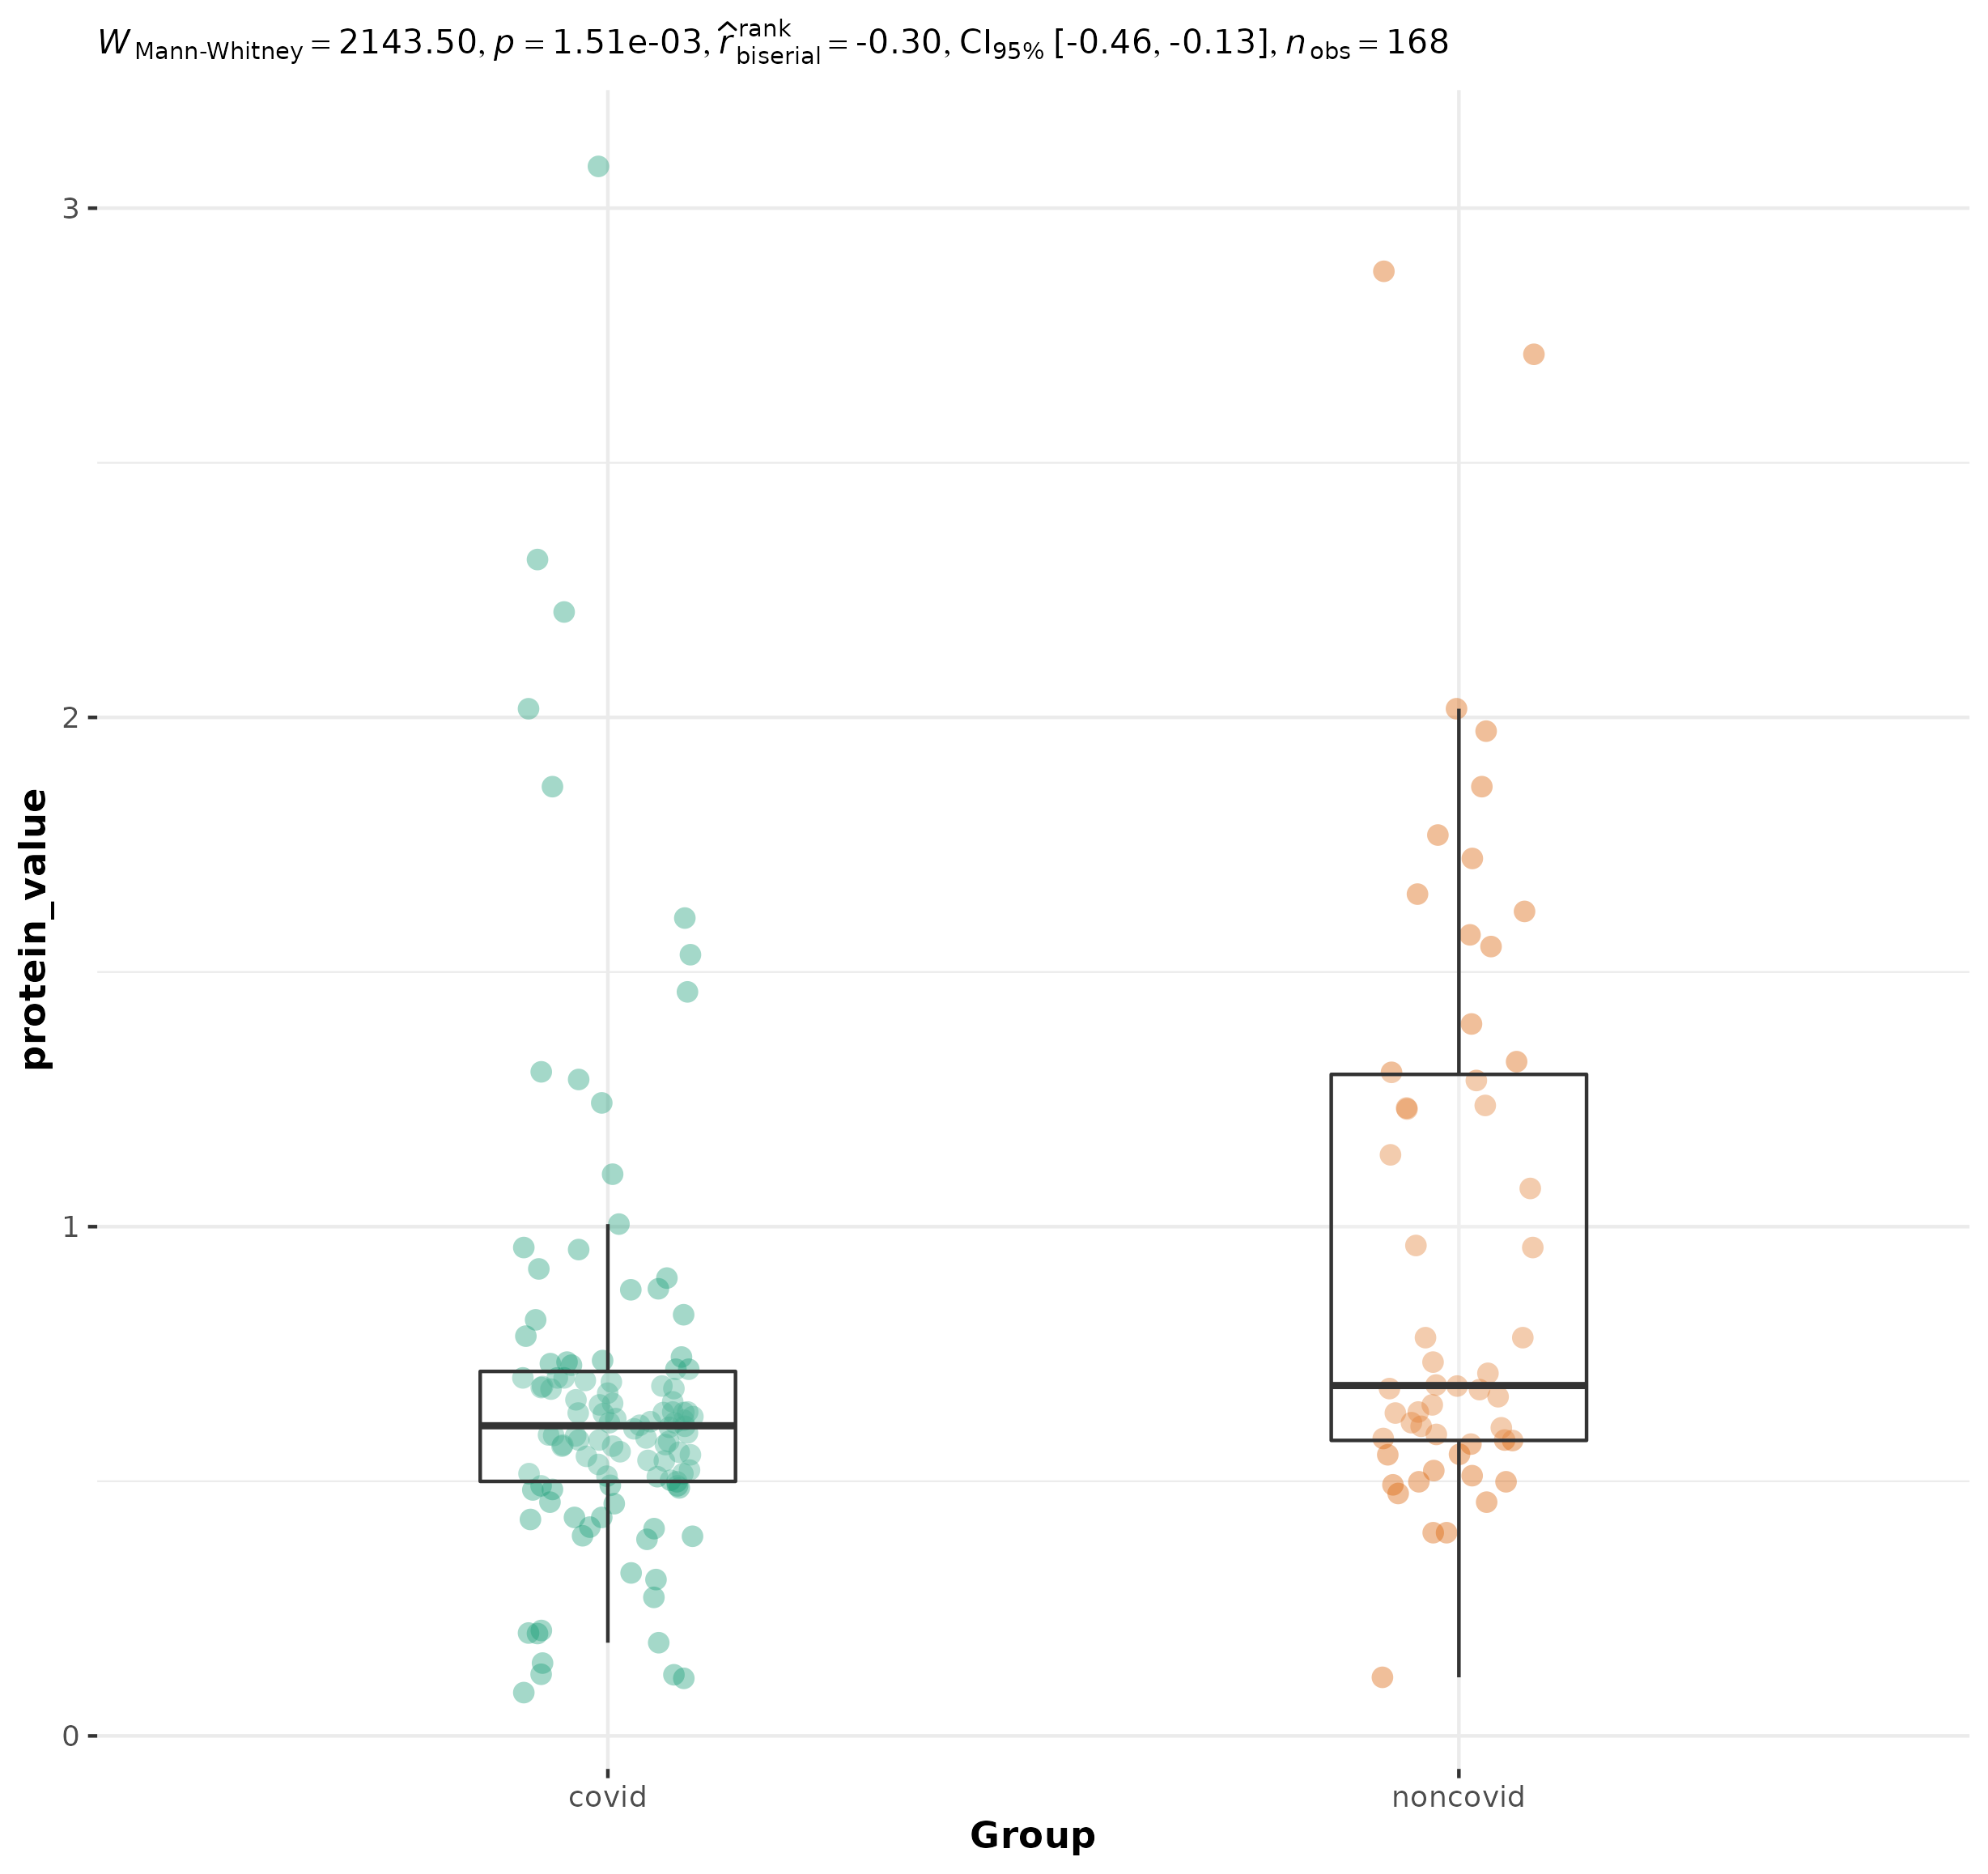 W Mann-Whitney = 2143.50, p = 1.51e-03, r̂ rank biserial = -0.30, CI95% [-0.46, -0.13], n obs = 168
3
2
1
0
protein_value
covid noncovid
Group